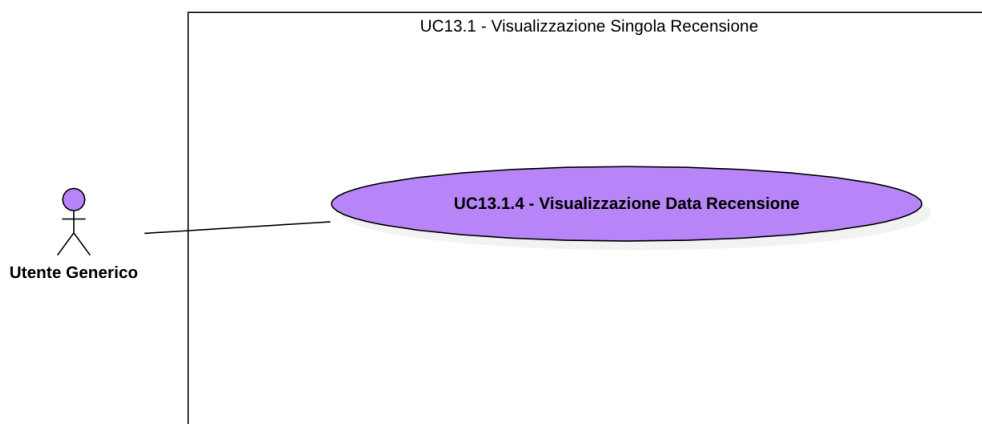 UC13.1 - Visualizzazione Singola Recensione
UC13.1.4 - Visualizzazione Data Recensione
Utente Generico